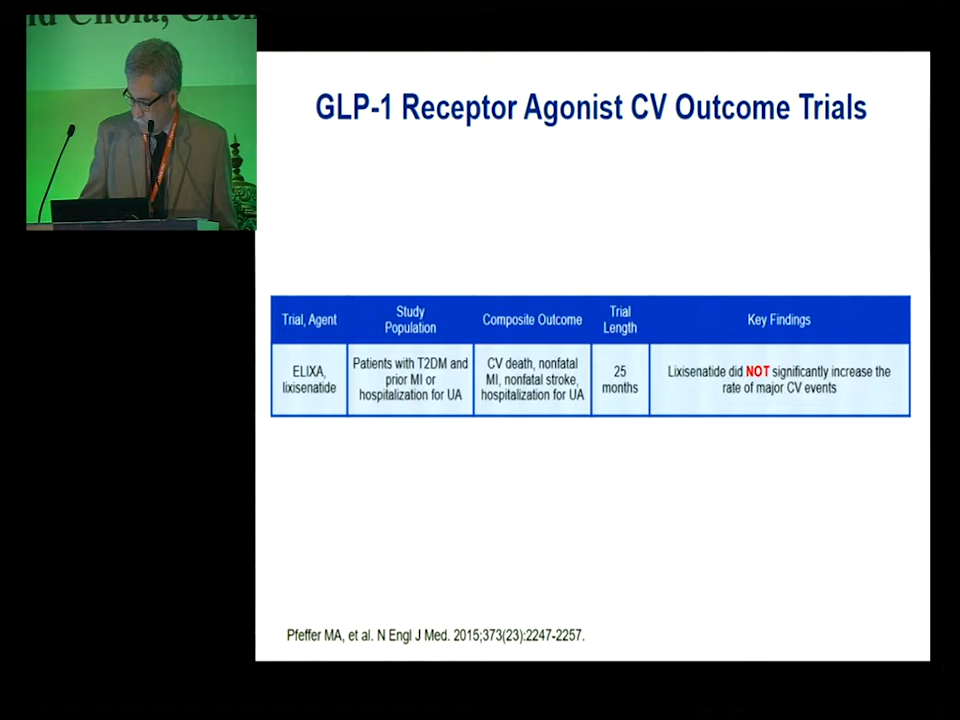 GLP-1 Receptor Agonist CV Outcome Trials
Trial, Agent
Study
Population
Composite Outcome
Trial
Length
Key Findings
ELIXA,
lixisenatide
Patients with T2DM and
prior MI or
hospitalization for UA
CV death, nonfatal
MI, nonfatal stroke,
hospitalization for UA
25
months
Lixisenatide did NOT significantly increase the
rate of major CV events
Pfeffer MA, et al. N Engl J Med. 2015;373(23):2247-2257.